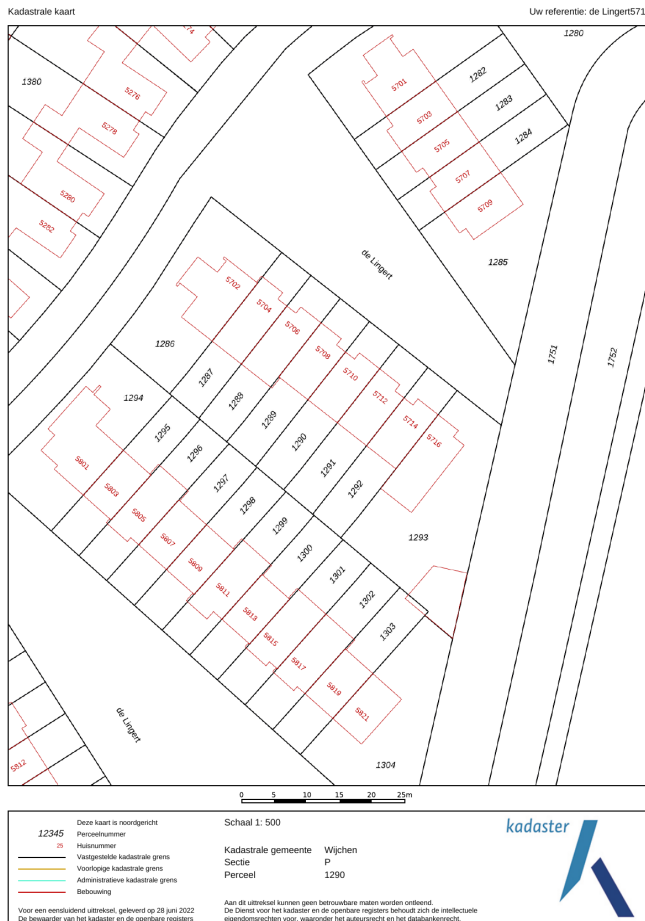 Kadastrale kaart
Uw referentie: de Lingert571
1280
5274
1380
5276
5278
5280
5282
5701
1282
5703
1283
5705
1284
5707
5709
1285
de Lingert
1751
1752
5702
5704
5706
5708
5710
5712
5714
5716
1286
1287
1288
1289
1290
1291
1292
1293
1294
1295
1296
1297
1298
1299
1300
1301
1302
1303
5801
5803
5805
5807
5809
5811
5813
5815
5817
5819
5821
1304
de Lingert
5812
0 5 10 15 20 25m
Deze kaart is noordgericht
12345 Perceelnummer
25 Huisnummer
Vastgestelde kadastrale grens
Voorlopige kadastrale grens
Administratieve kadastrale grens
Bebouwing
Voor een eensluidend uittreksel, geleverd op 28 juni 2022
De bewaarder van het kadaster en de openbare registers
Schaal 1: 500
Kadastrale gemeente Wijchen
Sectie P
Perceel 1290
Aan dit uittreksel kunnen geen betrouwbare maten worden ontleend.
De Dienst voor het kadaster en de openbare registers behoudt zich de intellectuele
eigendomsrechten voor, waaronder het auteursrecht en het databankenrecht.
kadaster